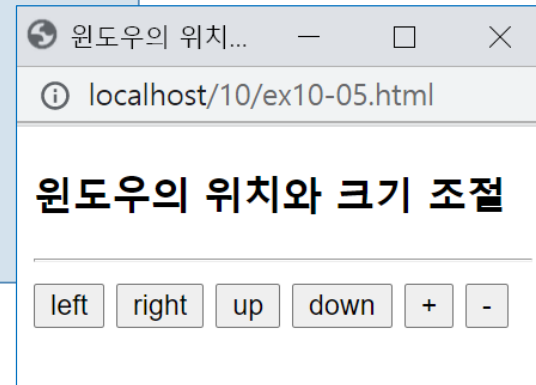 윈도우의 위치...
localhost/10/ex10-05.html
윈도우의 위치와 크기 조절
left right up down + -